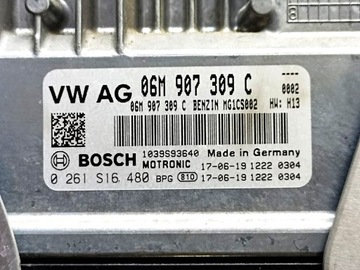 VW AG 06M 907 309 C ----
06M 907 309 C BENZIN MG1CS002 0002
HW: H13
BOSCH 1039S93640 Made in Germany
MOTRONIC 17-06-19 1222 0304
0 261 S16 480 BPG 810 17-06-19 1222 0304